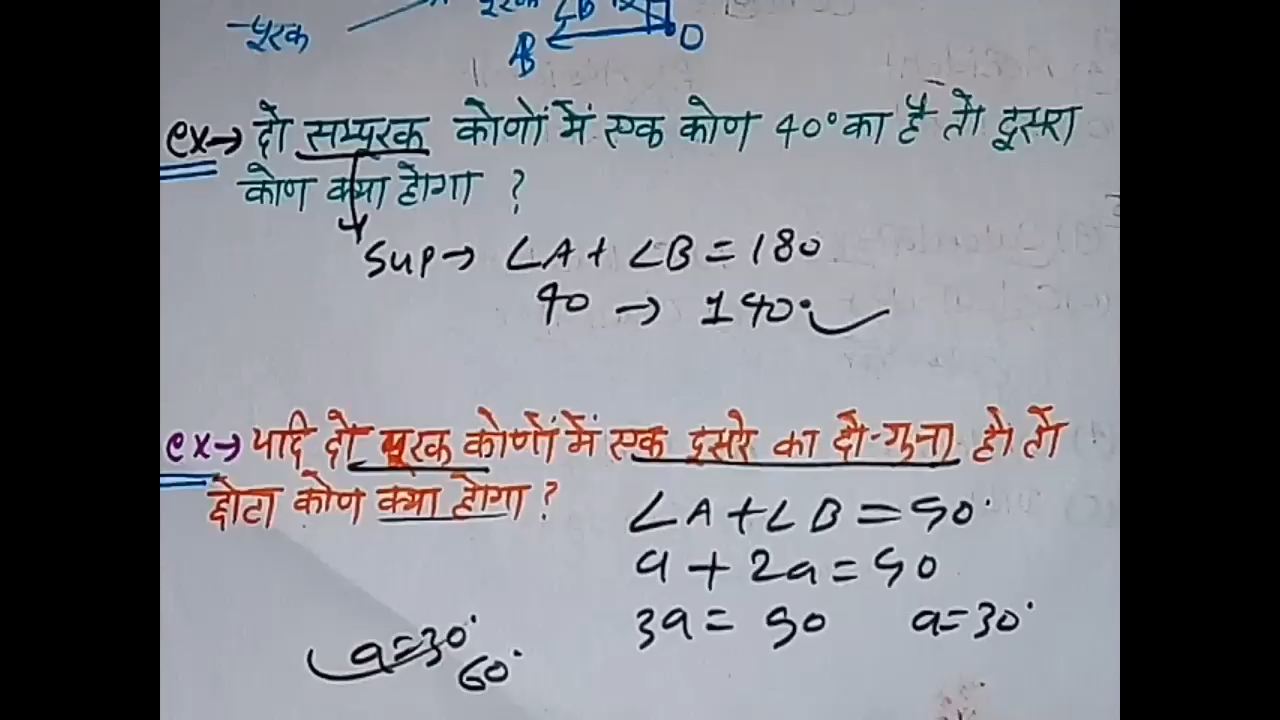 -पूरक पूरक ∠B
B O
ex→ दो सम्पूरक कोणों में एक कोण 40° का है तो दूसरा
कोण क्या होगा ?
Sup→ ∠A + ∠B = 180
40 → 140°
ex→ यदि दो पूरक कोणों में एक दूसरे का दो-गुना हो तो
छोटा कोण क्या होगा ?
∠A + ∠B = 90°
a + 2a = 90
3a = 90 a = 30°
a = 30°
60°